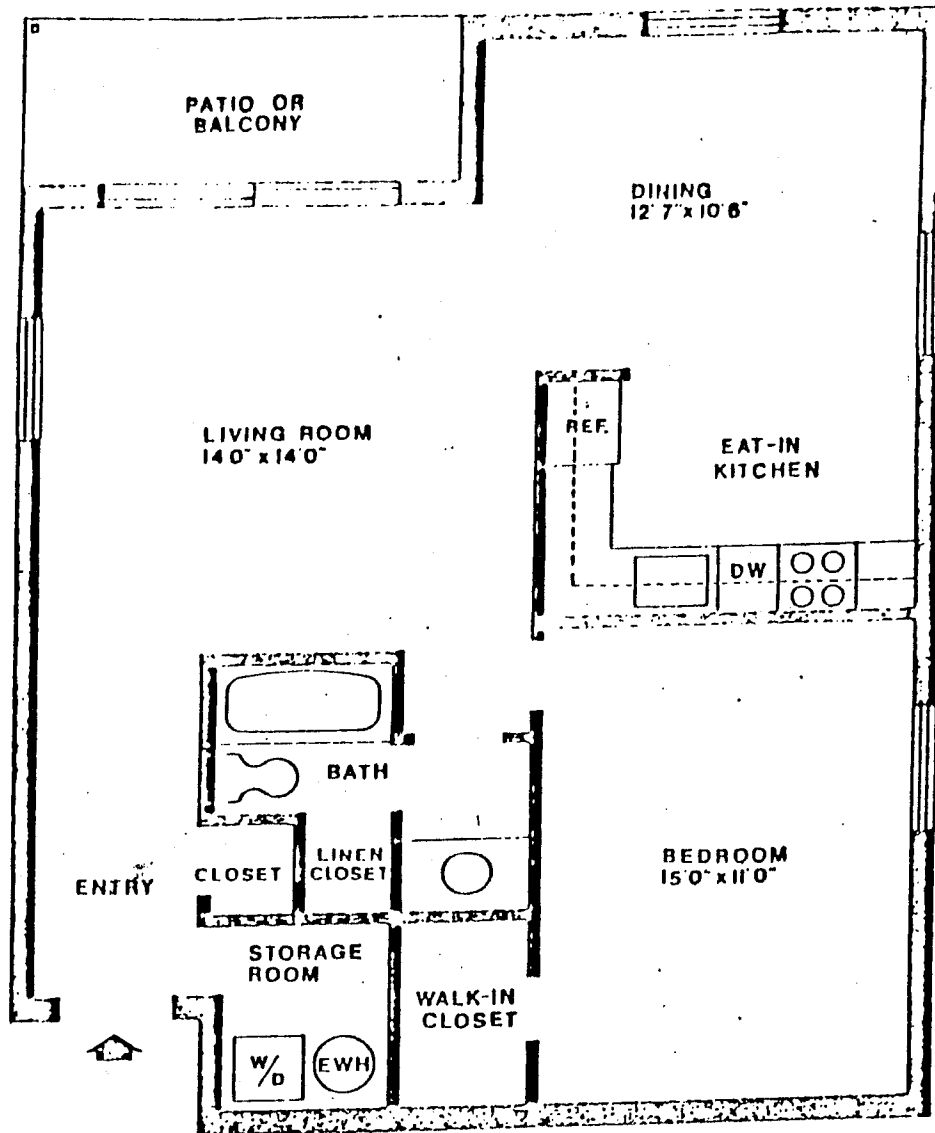 PATIO OR
BALCONY
DINING
12'7"x10'6"
LIVING ROOM
14'0" x 14'0"
REF.
EAT-IN
KITCHEN
DW
BATH
CLOSET
LINEN
CLOSET
ENTRY
BEDROOM
15'0"x11'0"
STORAGE
ROOM
WALK-IN
CLOSET
W/D
EWH